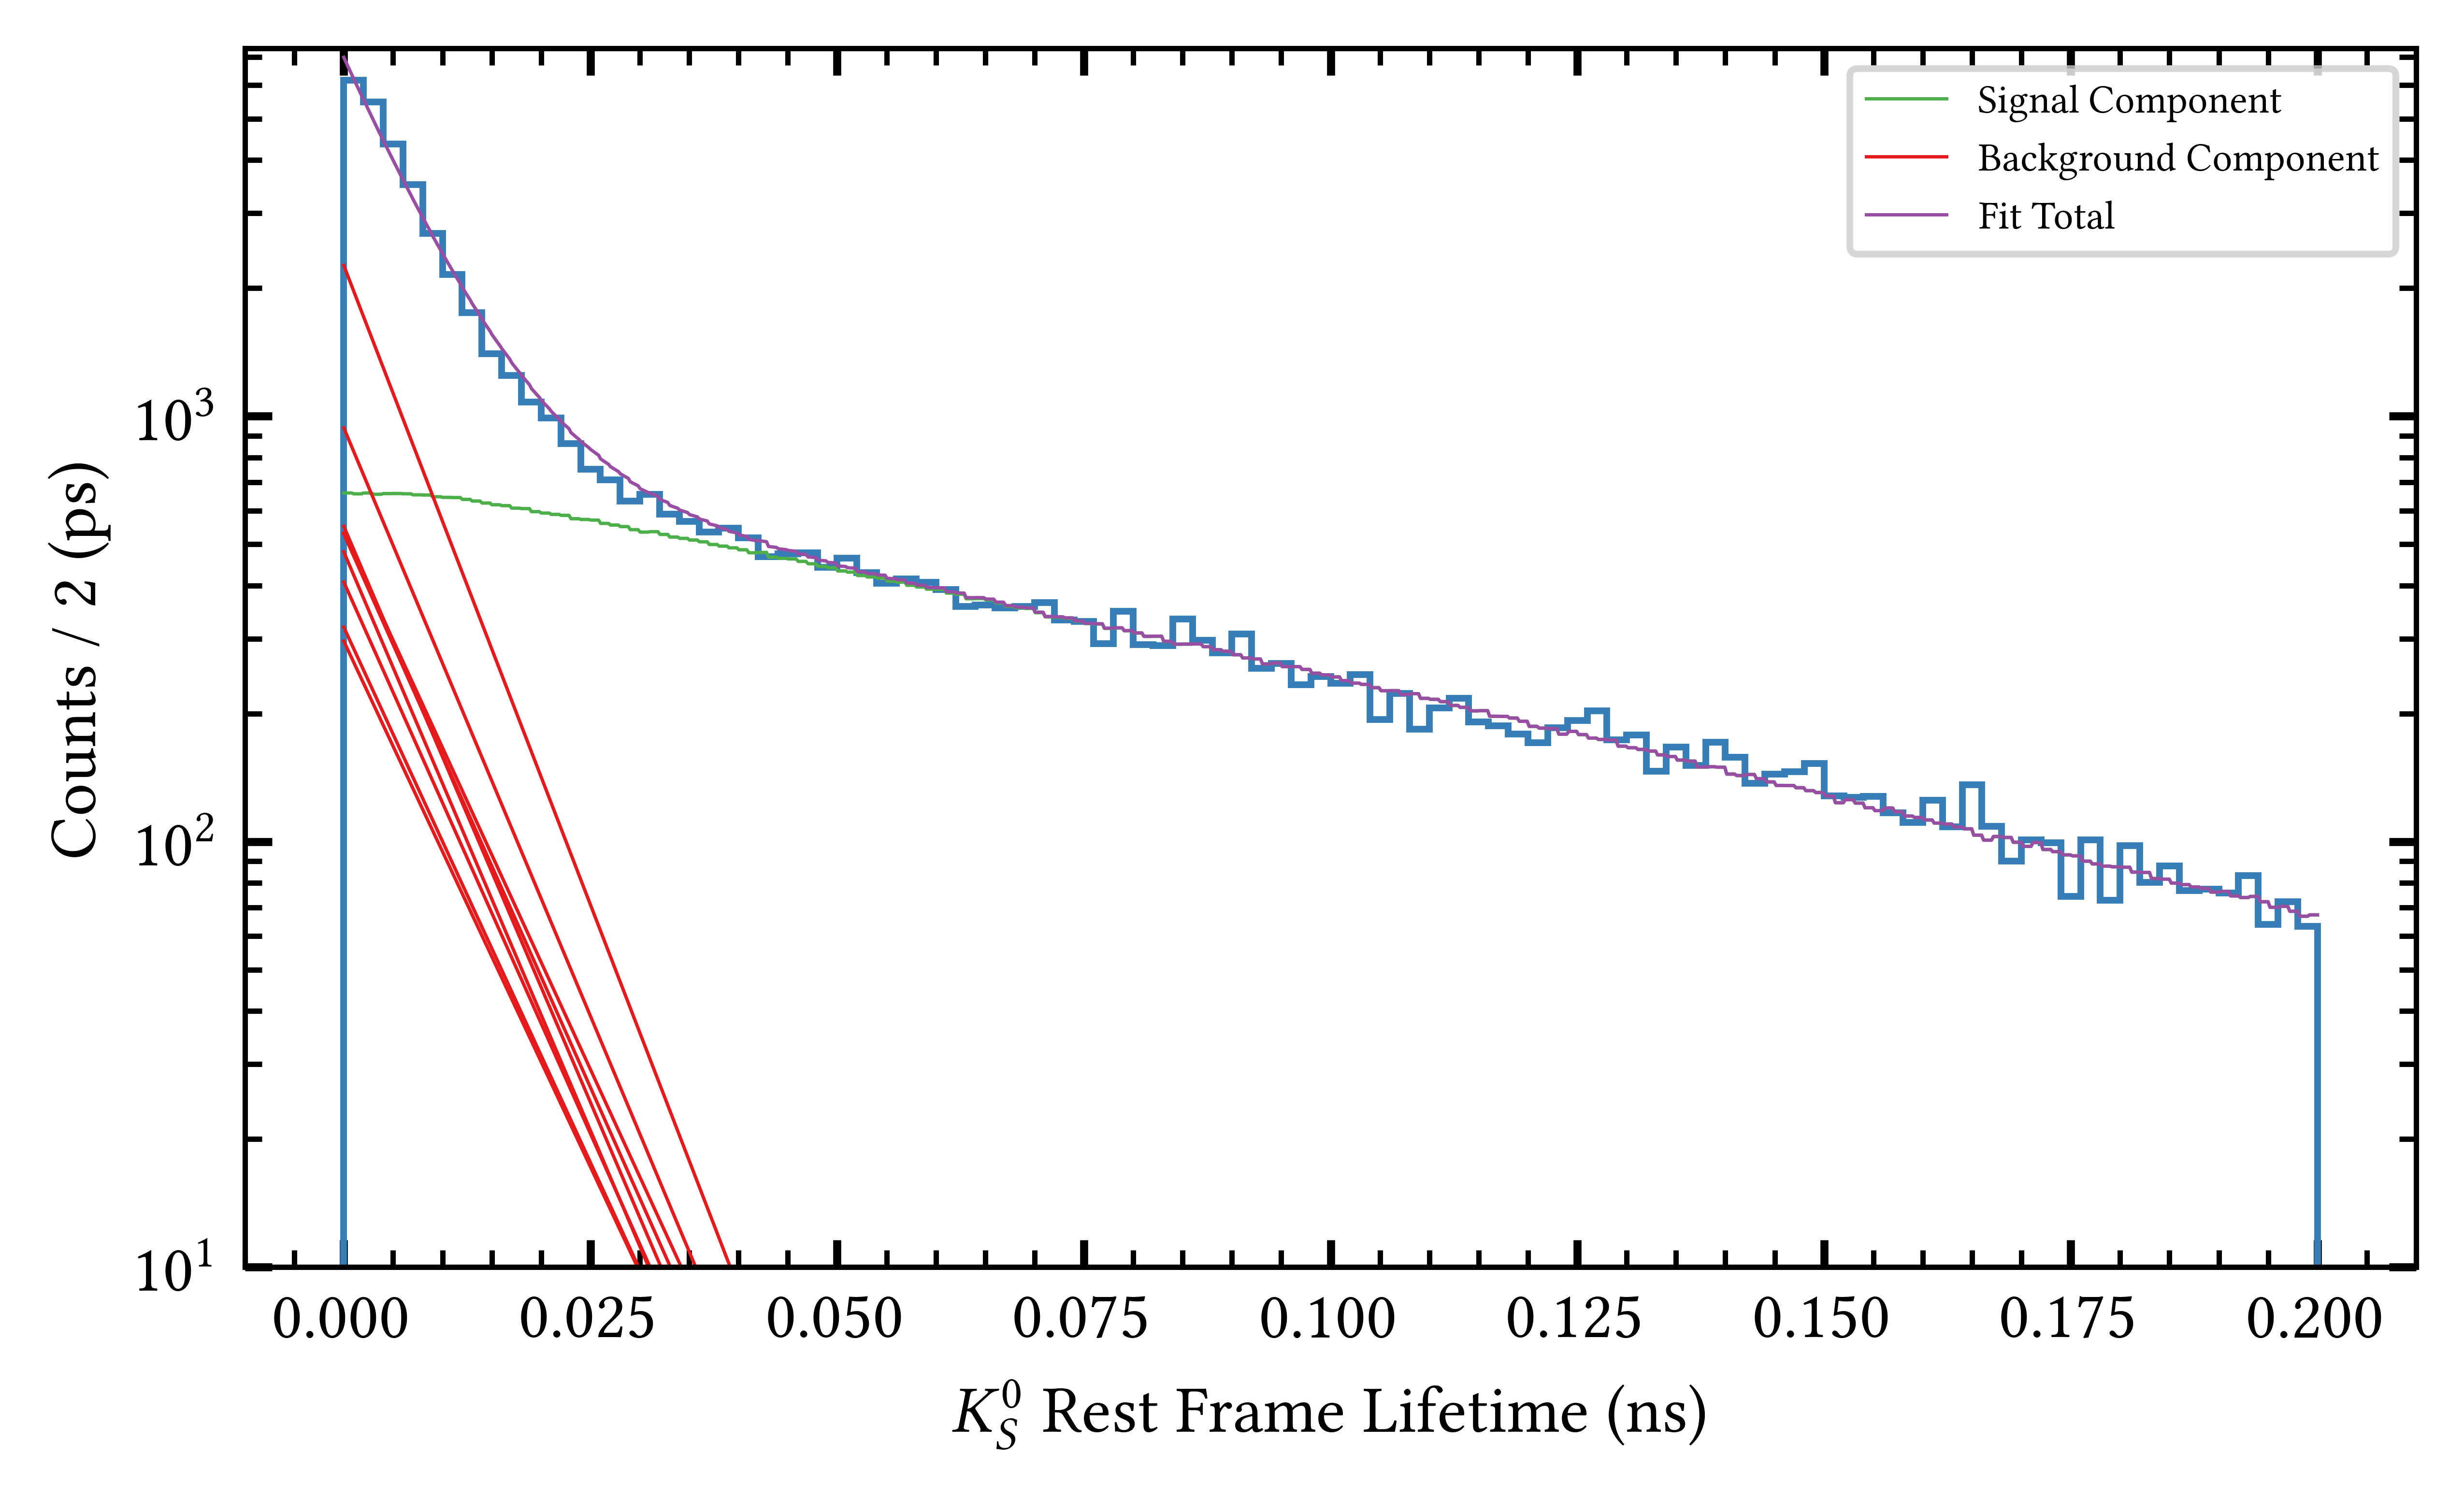 Signal Component
Background Component
Fit Total
Counts / 2 (ps)
10³
10²
10¹
0.000 0.025 0.050 0.075 0.100 0.125 0.150 0.175 0.200
K⁰_S Rest Frame Lifetime (ns)